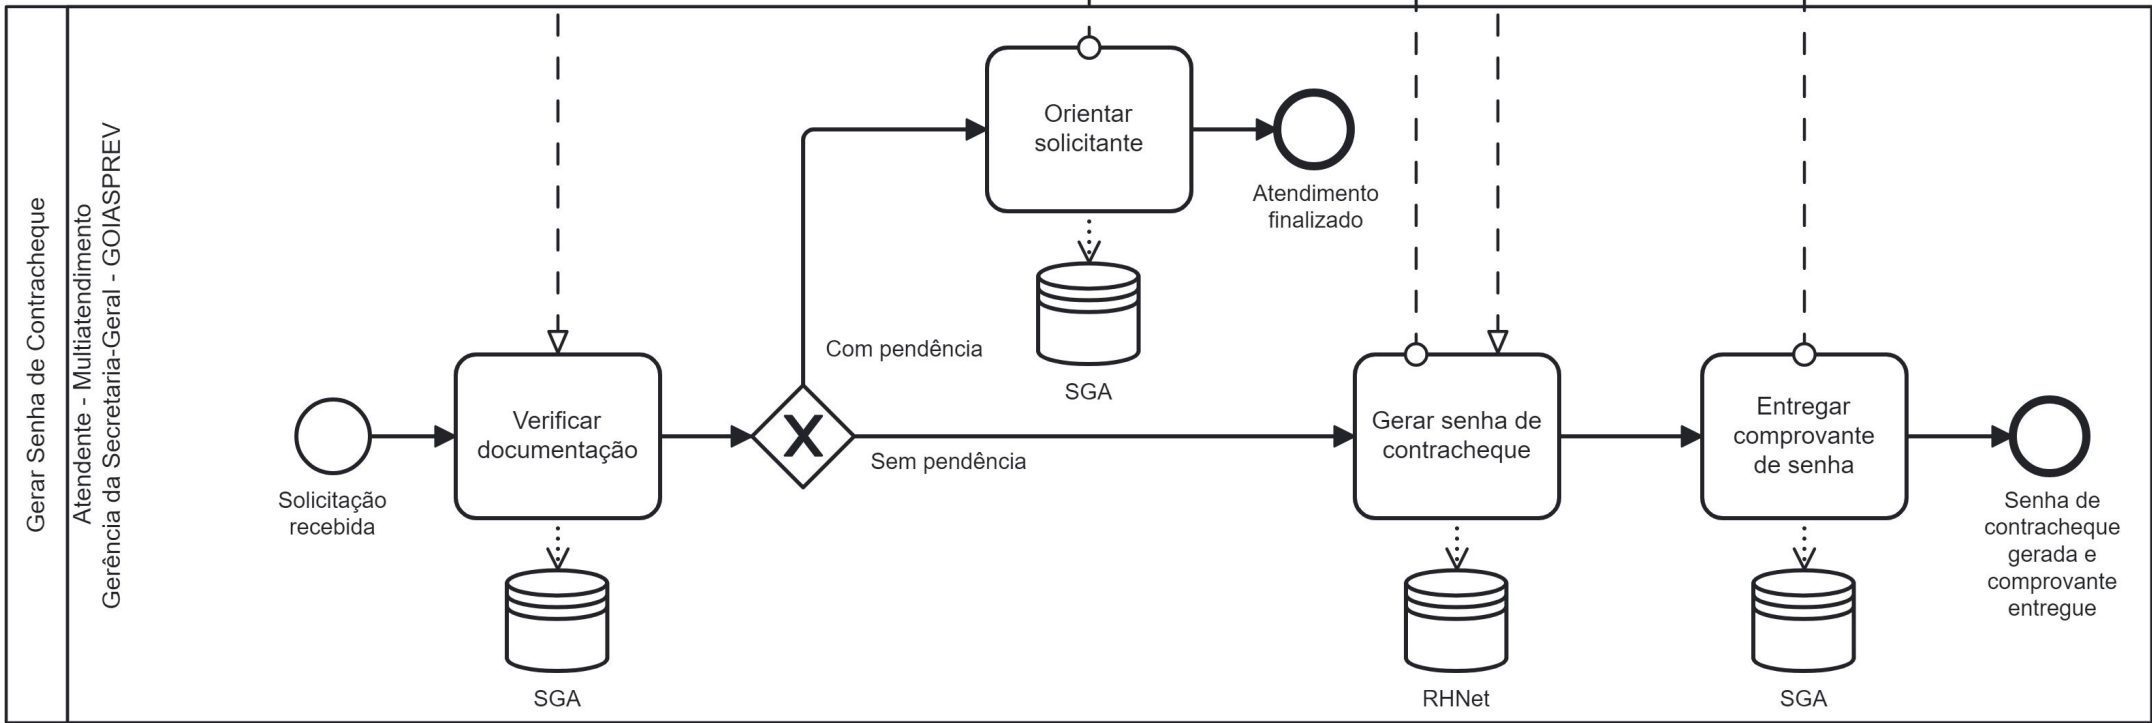 Gerar Senha de Contracheque
Atendente - Multiatendimento
Gerência da Secretaria-Geral - GOIASPREV
Solicitação
recebida
Verificar
documentação
SGA
Com pendência
Sem pendência
Orientar
solicitante
SGA
Atendimento
finalizado
Gerar senha de
contracheque
RHNet
Entregar
comprovante
de senha
SGA
Senha de
contracheque
gerada e
comprovante
entregue